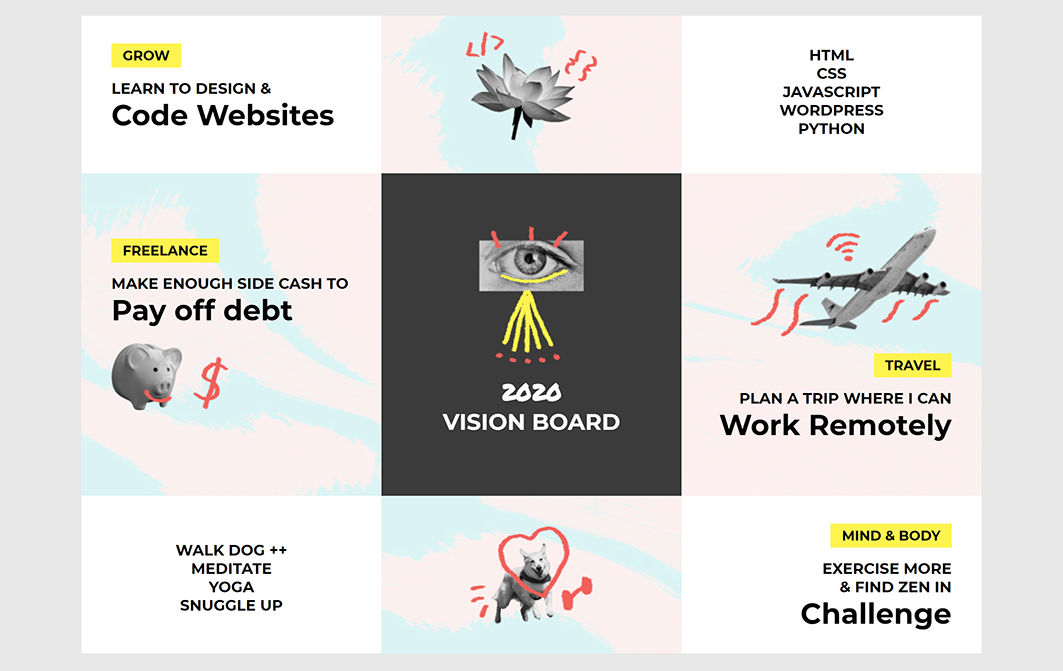 GROW
LEARN TO DESIGN &
Code Websites
</>
{ }
HTML
CSS
JAVASCRIPT
WORDPRESS
PYTHON
FREELANCE
MAKE ENOUGH SIDE CASH TO
Pay off debt
$
2020
VISION BOARD
TRAVEL
PLAN A TRIP WHERE I CAN
Work Remotely
WALK DOG ++
MEDITATE
YOGA
SNUGGLE UP
MIND & BODY
EXERCISE MORE
& FIND ZEN IN
Challenge